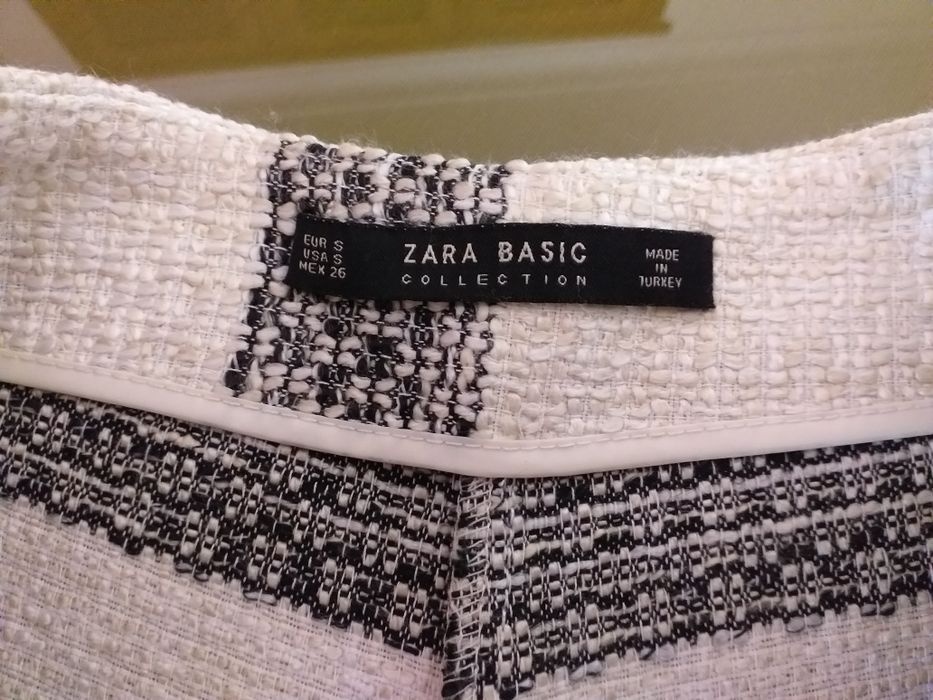 EUR S
USA S
MEX 26
ZARA BASIC
COLLECTION
MADE
IN
TURKEY